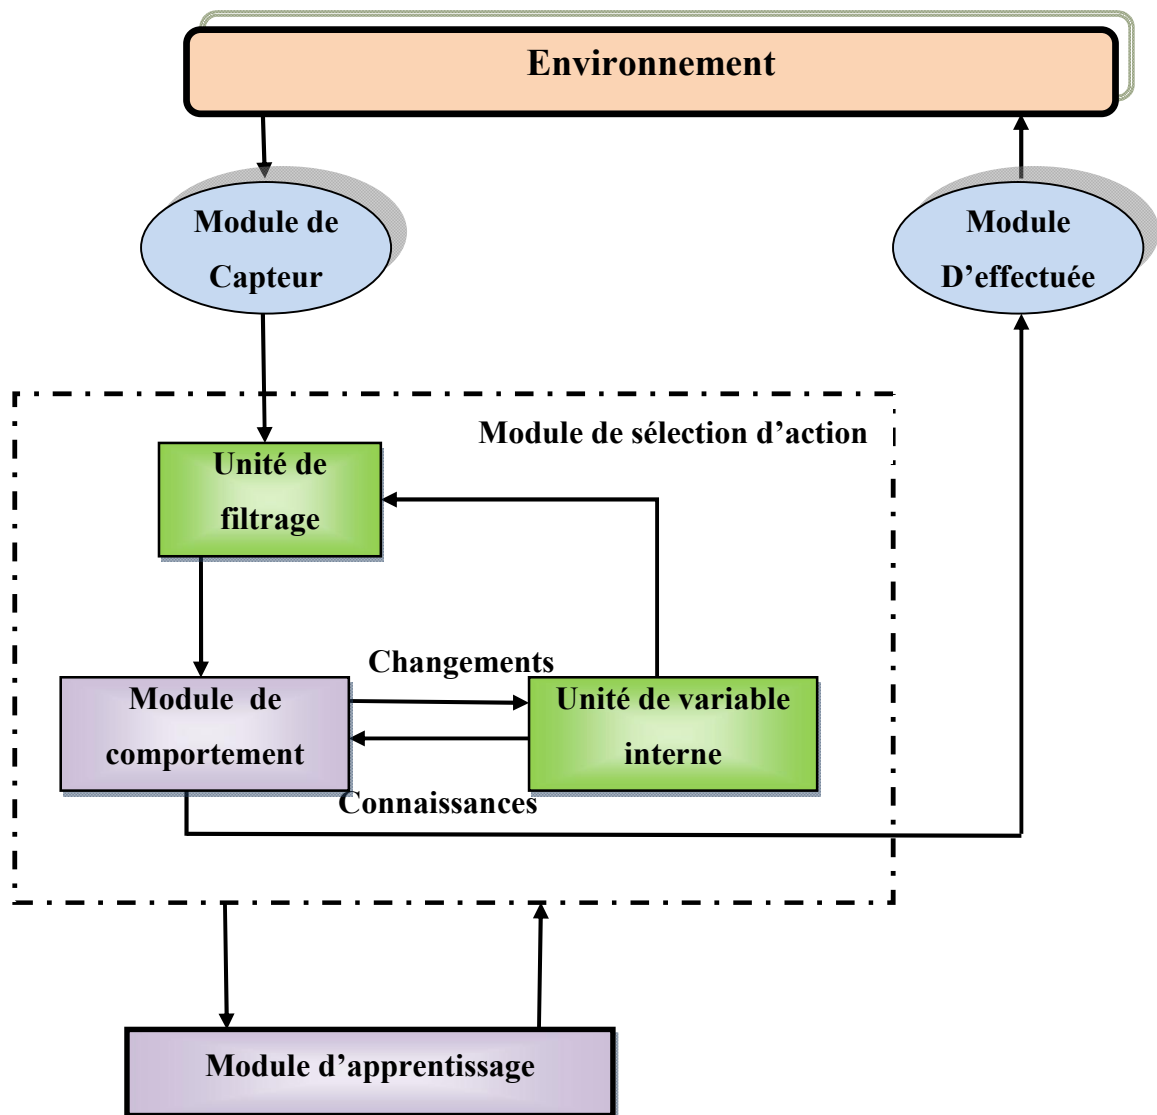 Environnement
Module de
Capteur
Module
D’effectuée
Module de sélection d’action
Unité de
filtrage
Changements
Module de
comportement
Unité de variable
interne
Connaissances
Module d’apprentissage